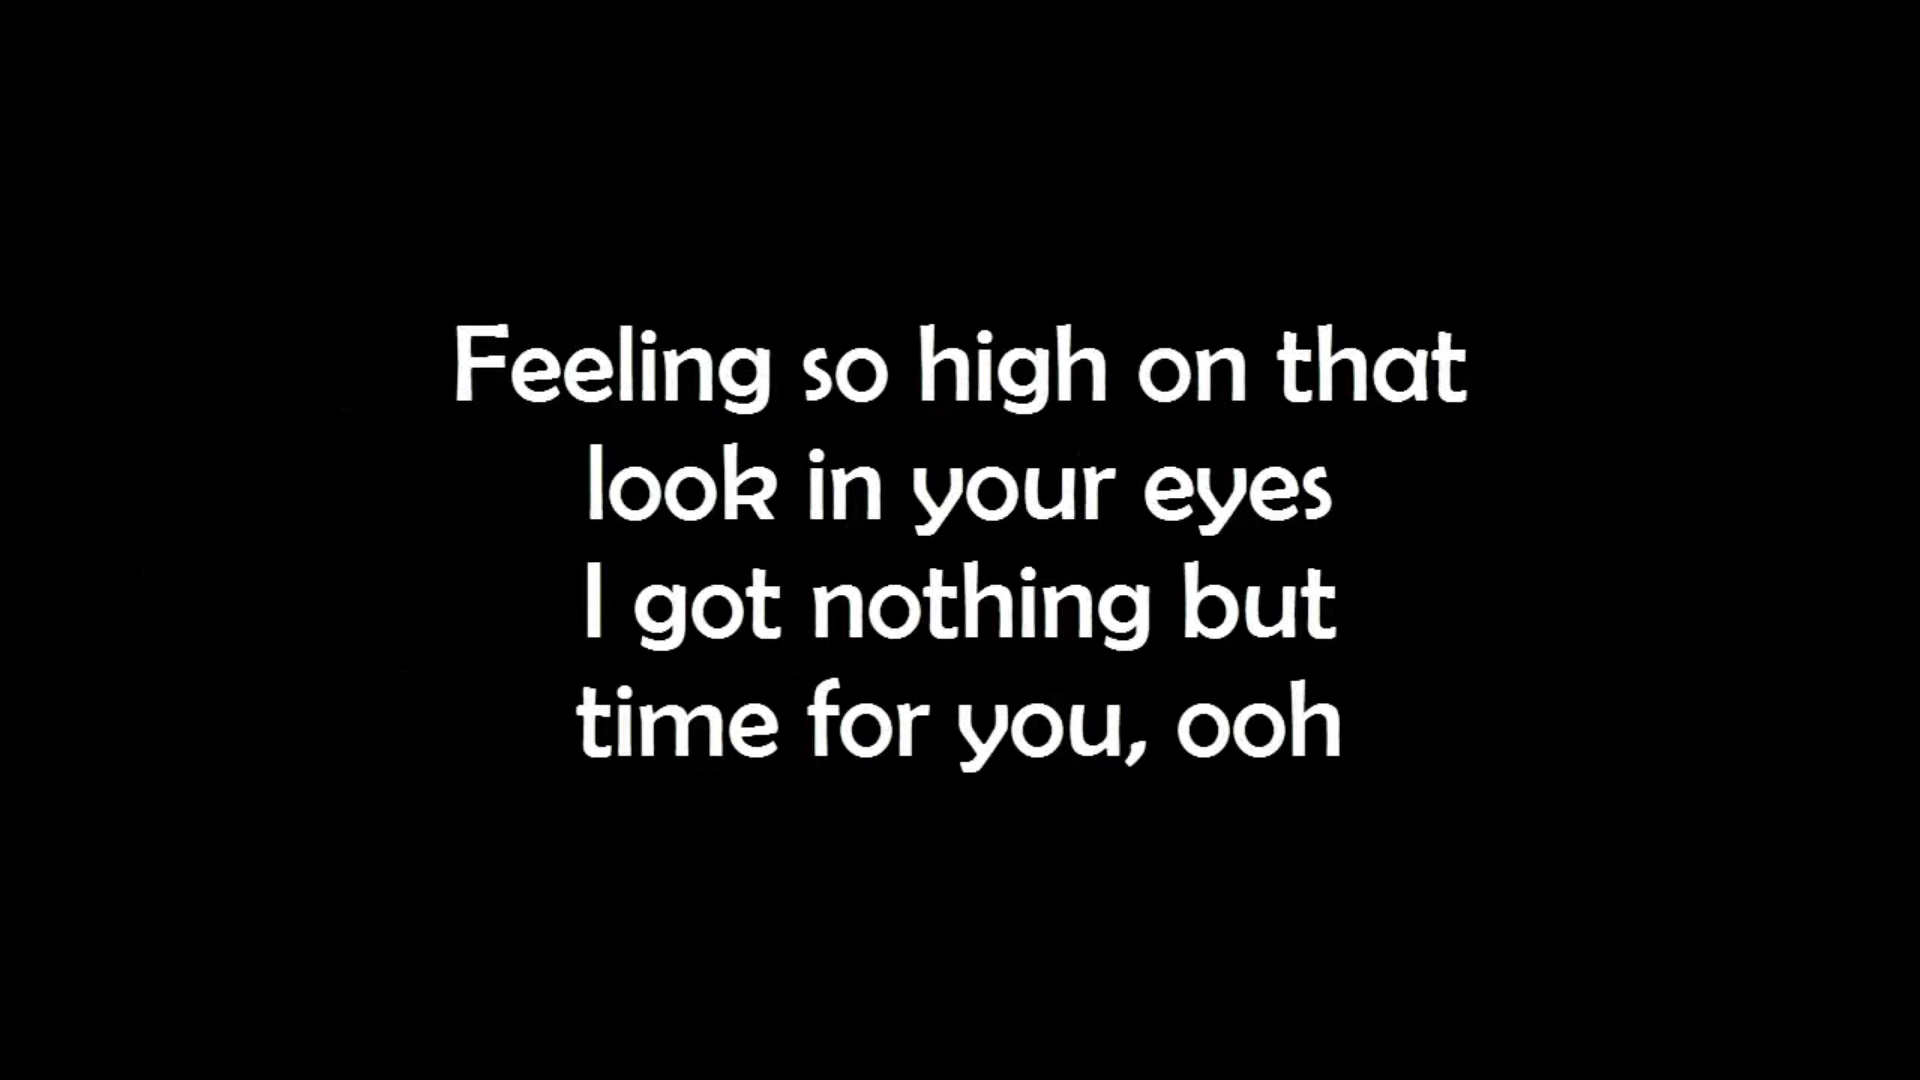 Feeling so high on that
look in your eyes
I got nothing but
time for you, ooh